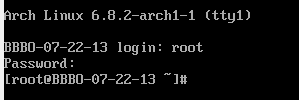 Arch Linux 6.8.2-arch1-1 (tty1)
BBBO-07-22-13 login: root
Password:
[root@BBBO-07-22-13 ~]#